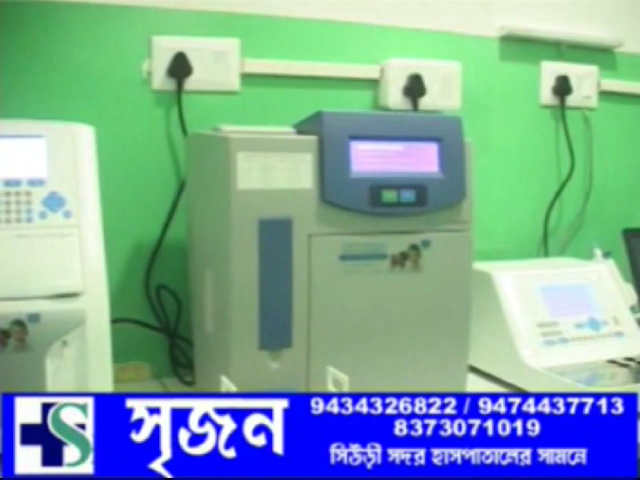 S
সৃজন
9434326822 / 9474437713
8373071019
সিউড়ী সদর হাসপাতালের সামনে